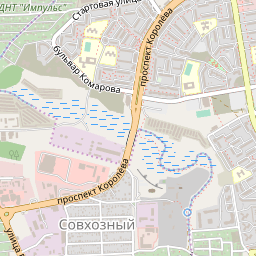 ДНТ "Импульс"
Стартовая улица
бульвар Комарова
проспект Королёва
проспект Королёва
Совхозный
улица